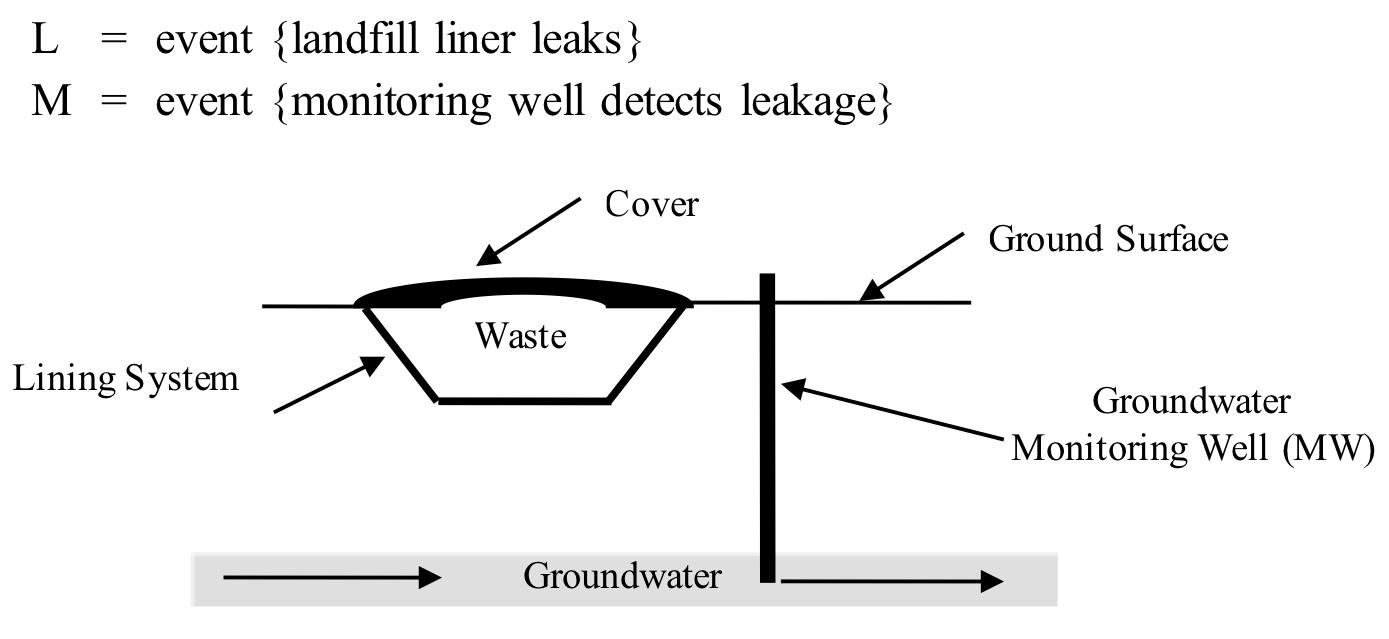 L = event {landfill liner leaks}
M = event {monitoring well detects leakage}
Cover
Ground Surface
Waste
Lining System
Groundwater
Monitoring Well (MW)
Groundwater